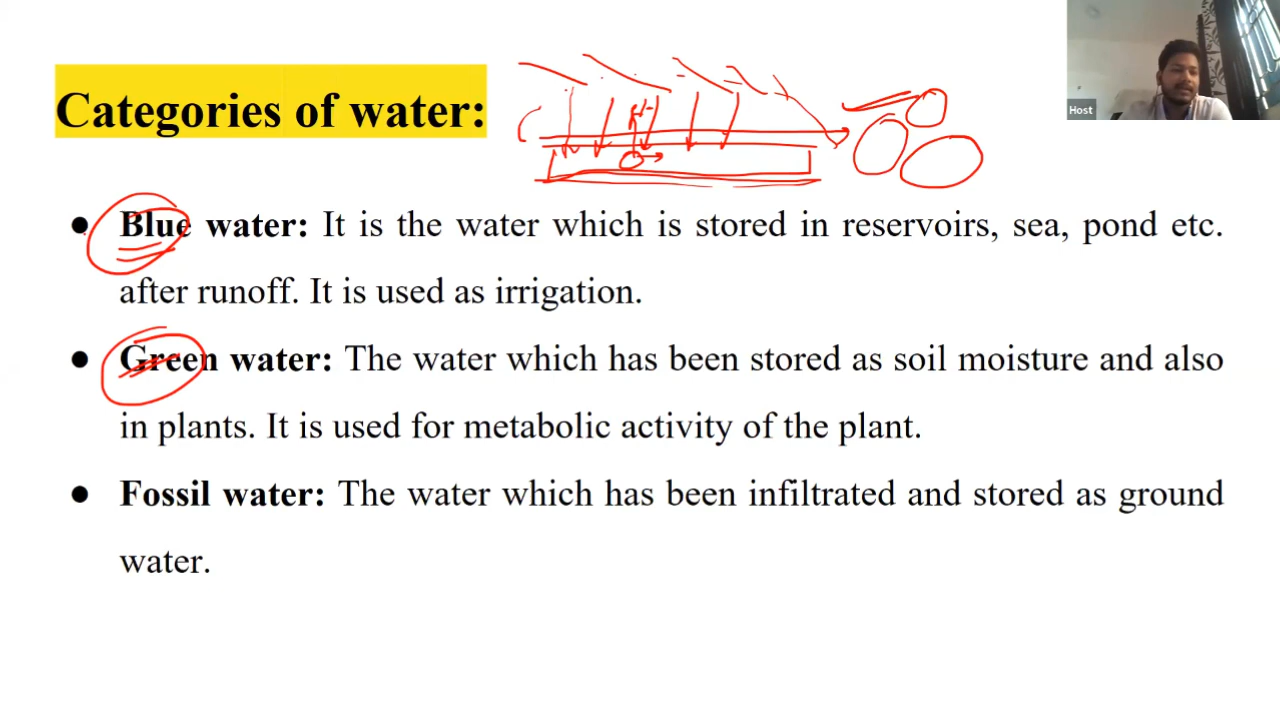 Categories of water:
Host
● Blue water: It is the water which is stored in reservoirs, sea, pond etc.
after runoff. It is used as irrigation.
● Green water: The water which has been stored as soil moisture and also
in plants. It is used for metabolic activity of the plant.
● Fossil water: The water which has been infiltrated and stored as ground
water.